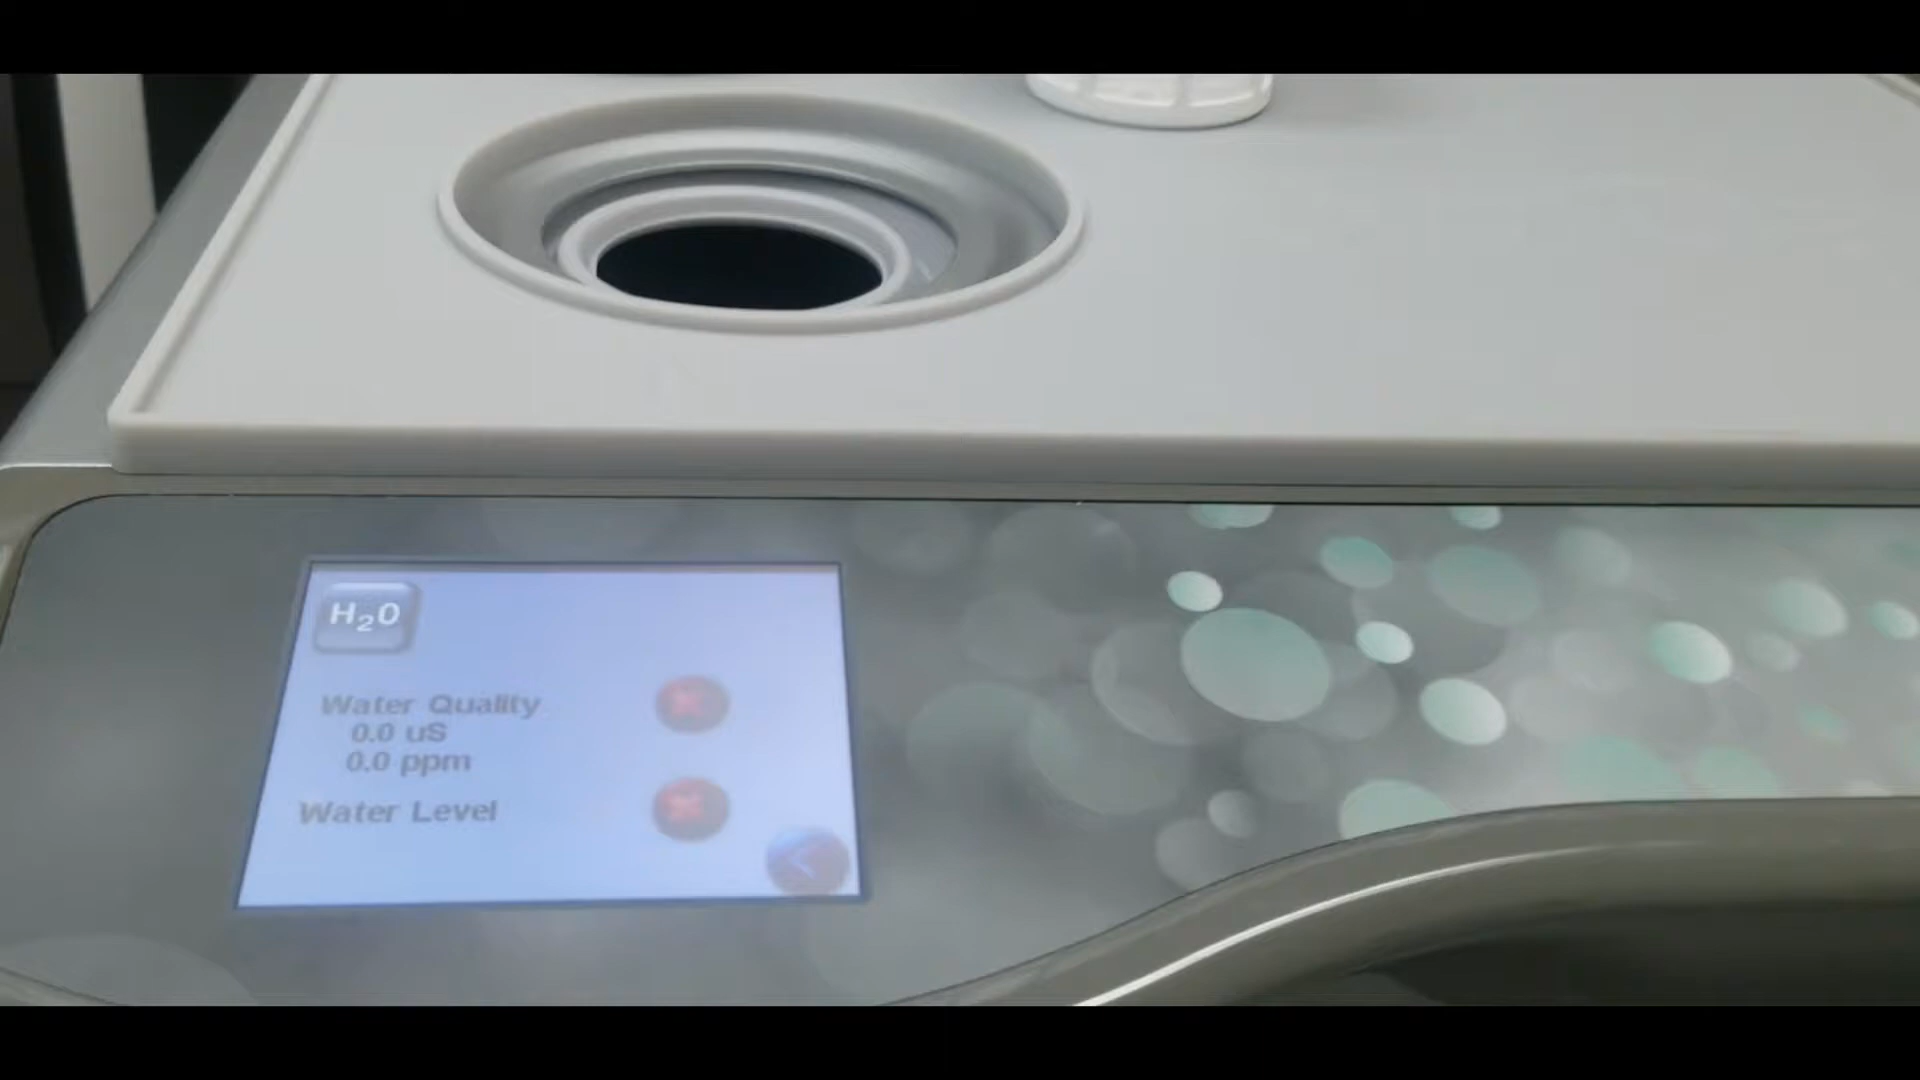 H₂O
Water Quality
0.0 uS
0.0 ppm
Water Level